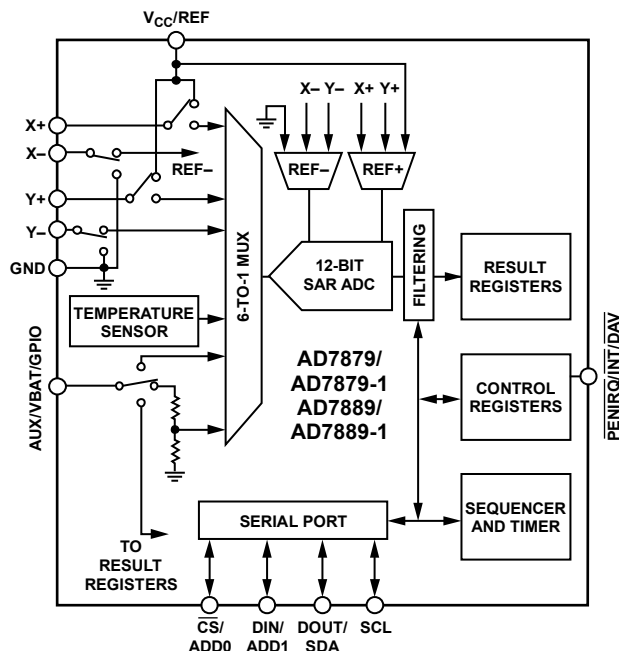 VCC/REF
X– Y– X+ Y+
X+
X–
REF–
Y+
Y–
GND
REF–
REF+
6-TO-1 MUX
12-BIT
SAR ADC
FILTERING
RESULT
REGISTERS
TEMPERATURE
SENSOR
AUX/VBAT/GPIO
AD7879/
AD7879-1
AD7889/
AD7889-1
CONTROL
REGISTERS
PENIRQ/INT/DAV
SEQUENCER
AND TIMER
SERIAL PORT
TO
RESULT
REGISTERS
CS/
ADD0
DIN/
ADD1
DOUT/
SDA
SCL